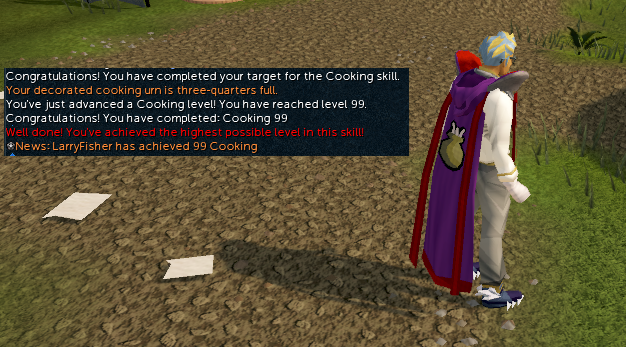 Congratulations! You have completed your target for the Cooking skill.
Your decorated cooking urn is three-quarters full.
You've just advanced a Cooking level! You have reached level 99.
Congratulations! You have completed: Cooking 99
Well done! You've achieved the highest possible level in this skill!
News: LarryFisher has achieved 99 Cooking